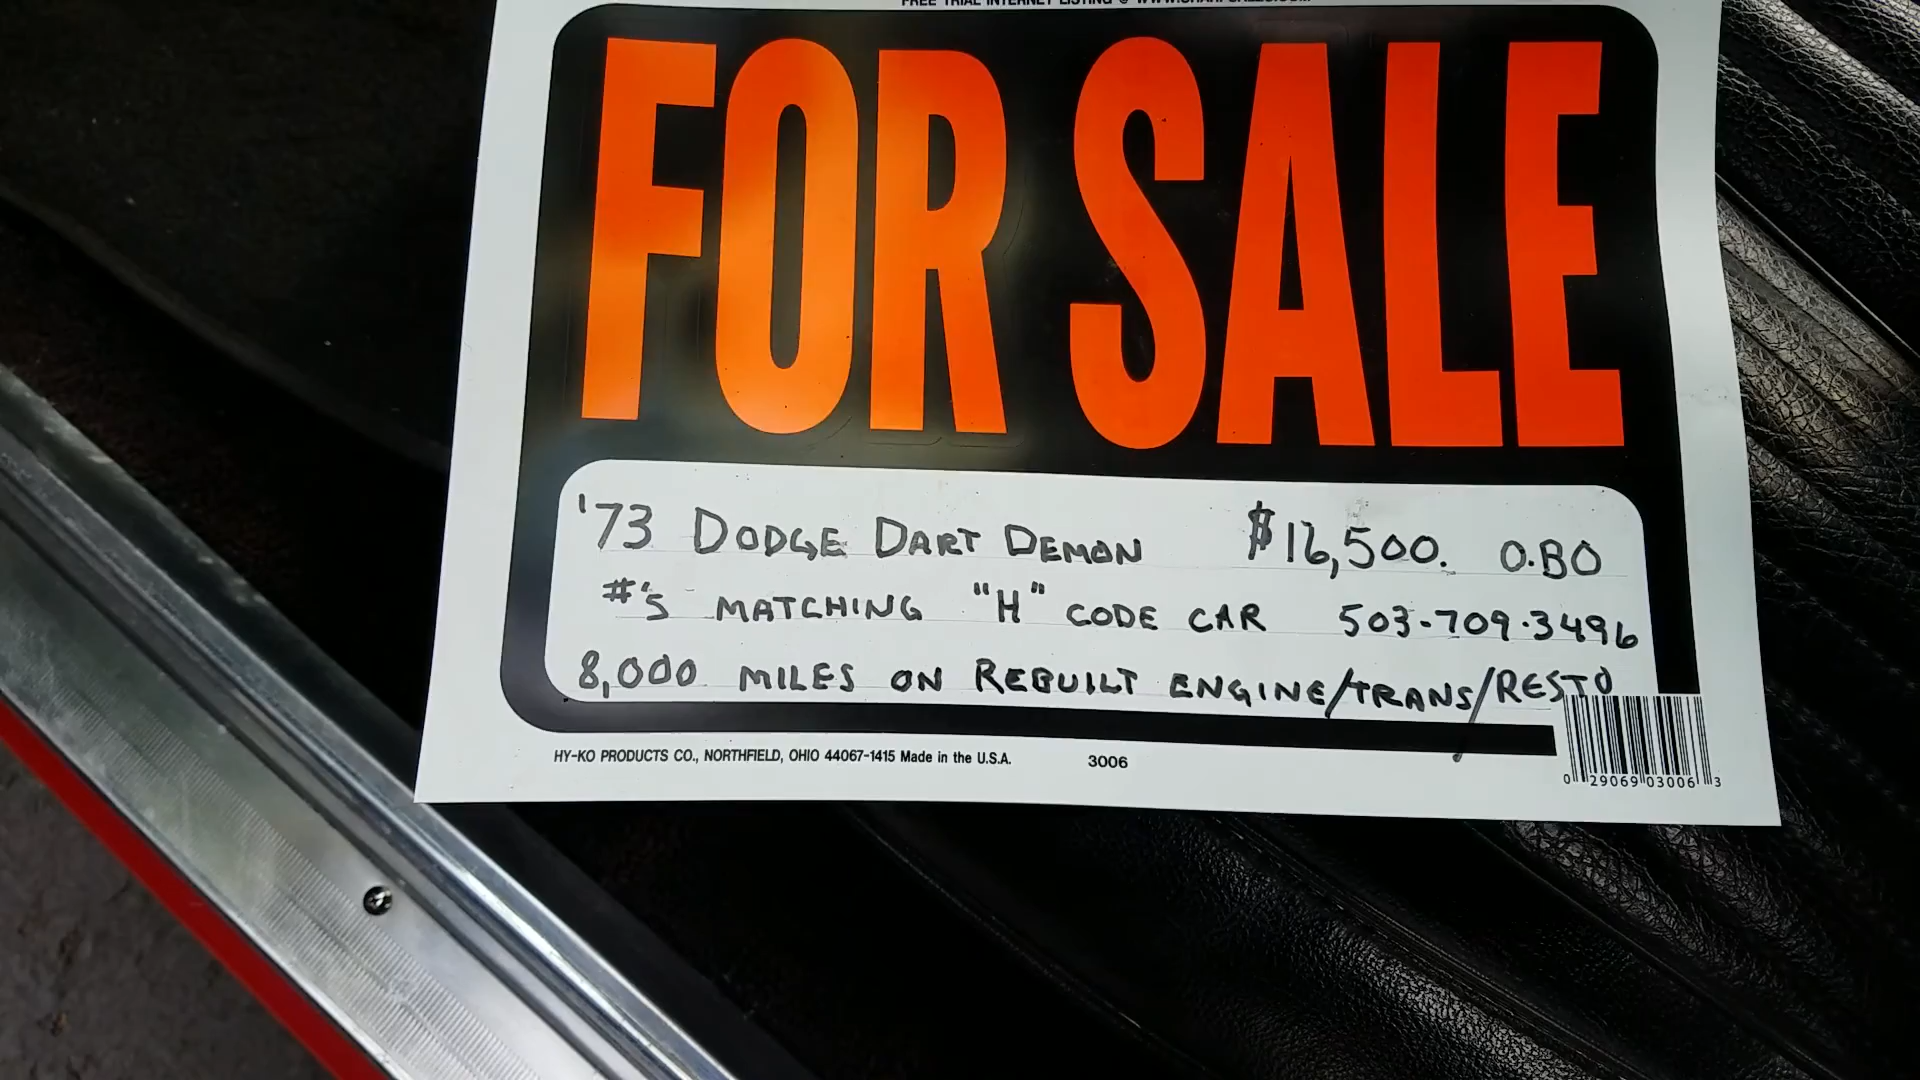 FOR SALE
'73 DODGE DART DEMON $16,500. O.BO
#'S MATCHING "H" CODE CAR 503-709-3496
8,000 MILES ON REBUILT ENGINE/TRANS/RESTO
HY-KO PRODUCTS CO., NORTHFIELD, OHIO 44067-1415 Made in the U.S.A. 3006
0 29069 03006 3